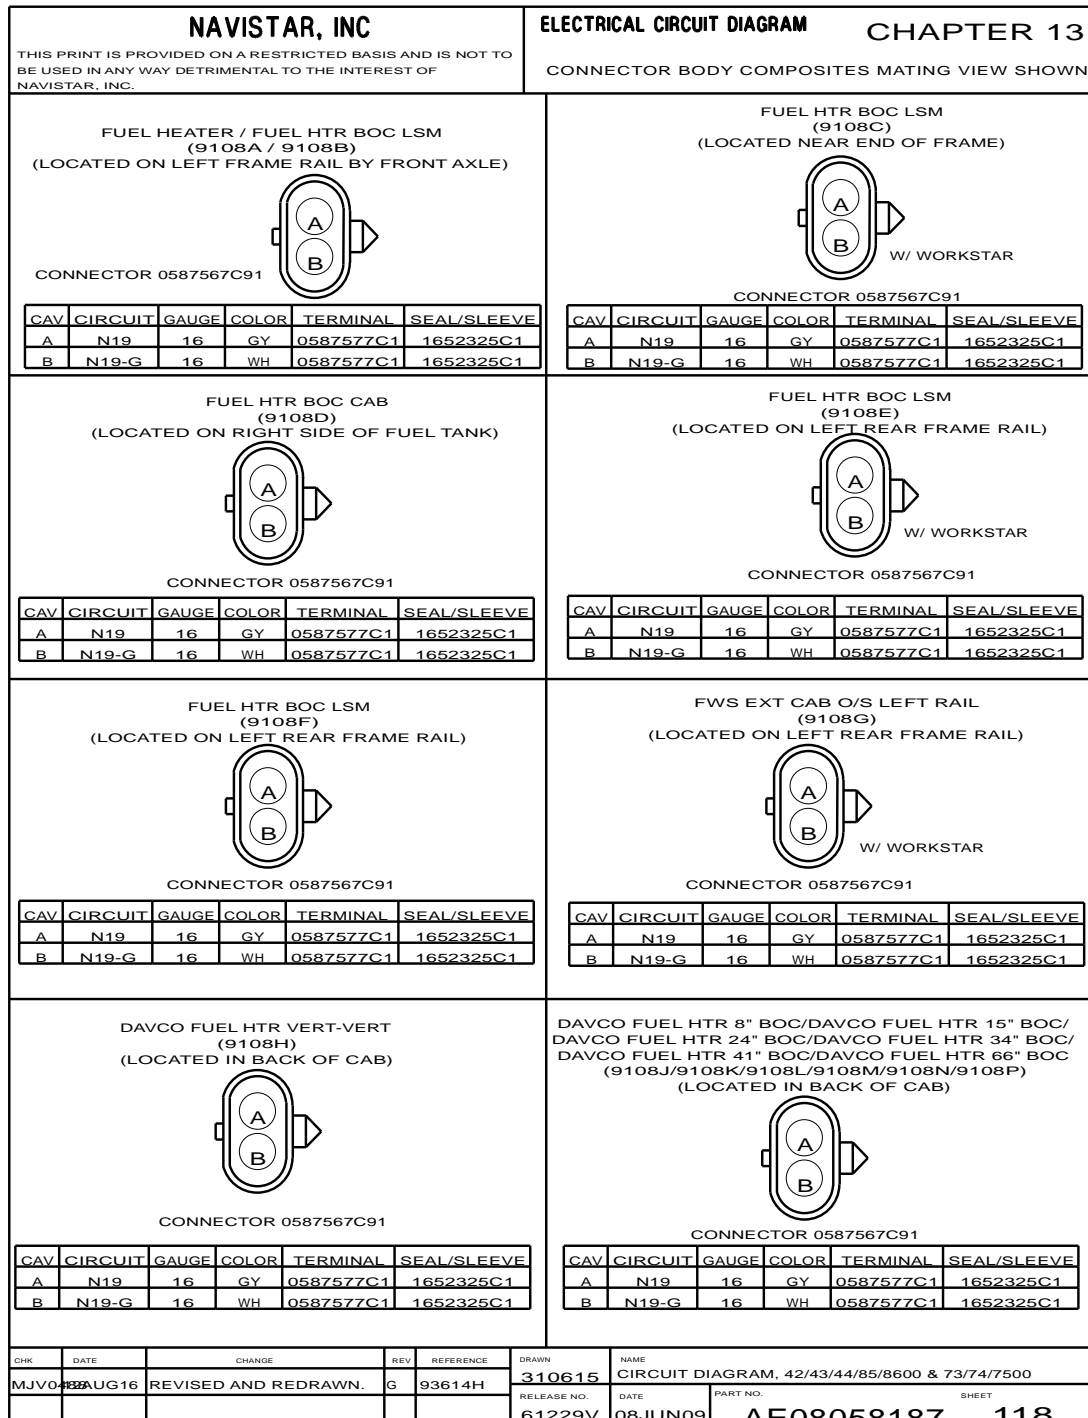 NAVISTAR, INC
THIS PRINT IS PROVIDED ON A RESTRICTED BASIS AND IS NOT TO
BE USED IN ANY WAY DETRIMENTAL TO THE INTEREST OF
NAVISTAR, INC.
ELECTRICAL CIRCUIT DIAGRAM CHAPTER 13
CONNECTOR BODY COMPOSITES MATING VIEW SHOWN
FUEL HEATER / FUEL HTR BOC LSM
(9108A / 9108B)
(LOCATED ON LEFT FRAME RAIL BY FRONT AXLE)
A
B
CONNECTOR 0587567C91
CAV CIRCUIT GAUGE COLOR TERMINAL SEAL/SLEEVE
A N19 16 GY 0587577C1 1652325C1
B N19-G 16 WH 0587577C1 1652325C1
FUEL HTR BOC LSM
(9108C)
(LOCATED NEAR END OF FRAME)
A
B
W/ WORKSTAR
CONNECTOR 0587567C91
CAV CIRCUIT GAUGE COLOR TERMINAL SEAL/SLEEVE
A N19 16 GY 0587577C1 1652325C1
B N19-G 16 WH 0587577C1 1652325C1
FUEL HTR BOC CAB
(9108D)
(LOCATED ON RIGHT SIDE OF FUEL TANK)
A
B
CONNECTOR 0587567C91
CAV CIRCUIT GAUGE COLOR TERMINAL SEAL/SLEEVE
A N19 16 GY 0587577C1 1652325C1
B N19-G 16 WH 0587577C1 1652325C1
FUEL HTR BOC LSM
(9108E)
(LOCATED ON LEFT REAR FRAME RAIL)
A
B
W/ WORKSTAR
CONNECTOR 0587567C91
CAV CIRCUIT GAUGE COLOR TERMINAL SEAL/SLEEVE
A N19 16 GY 0587577C1 1652325C1
B N19-G 16 WH 0587577C1 1652325C1
FUEL HTR BOC LSM
(9108F)
(LOCATED ON LEFT REAR FRAME RAIL)
A
B
CONNECTOR 0587567C91
CAV CIRCUIT GAUGE COLOR TERMINAL SEAL/SLEEVE
A N19 16 GY 0587577C1 1652325C1
B N19-G 16 WH 0587577C1 1652325C1
FWS EXT CAB O/S LEFT RAIL
(9108G)
(LOCATED ON LEFT REAR FRAME RAIL)
A
B
W/ WORKSTAR
CONNECTOR 0587567C91
CAV CIRCUIT GAUGE COLOR TERMINAL SEAL/SLEEVE
A N19 16 GY 0587577C1 1652325C1
B N19-G 16 WH 0587577C1 1652325C1
DAVCO FUEL HTR VERT-VERT
(9108H)
(LOCATED IN BACK OF CAB)
A
B
CONNECTOR 0587567C91
CAV CIRCUIT GAUGE COLOR TERMINAL SEAL/SLEEVE
A N19 16 GY 0587577C1 1652325C1
B N19-G 16 WH 0587577C1 1652325C1
DAVCO FUEL HTR 8" BOC/DAVCO FUEL HTR 15" BOC/
DAVCO FUEL HTR 24" BOC/DAVCO FUEL HTR 34" BOC/
DAVCO FUEL HTR 41" BOC/DAVCO FUEL HTR 66" BOC
(9108J/9108K/9108L/9108M/9108N/9108P)
(LOCATED IN BACK OF CAB)
A
B
CONNECTOR 0587567C91
CAV CIRCUIT GAUGE COLOR TERMINAL SEAL/SLEEVE
A N19 16 GY 0587577C1 1652325C1
B N19-G 16 WH 0587577C1 1652325C1
CHK DATE CHANGE REV REFERENCE
REVISED AND REDRAWN. G 93614H
DRAWN NAME
310615 CIRCUIT DIAGRAM, 42/43/44/85/8600 & 73/74/7500
RELEASE NO. DATE PART NO. SHEET
61229V 08JUN09 AE08058187 118